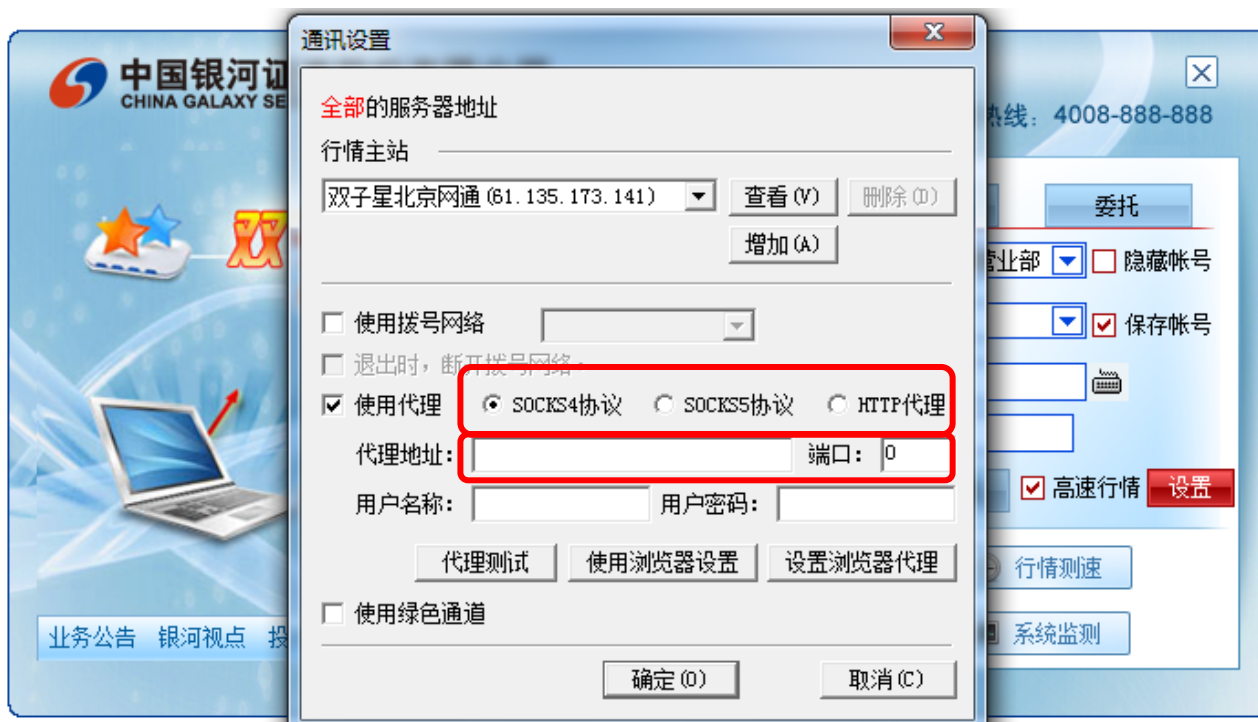 通讯设置
中国银河证
CHINA GALAXY SE
热线: 4008-888-888
全部的服务器地址
行情主站
双子星北京网通(61.135.173.141)
查看(V)
删除(D)
增加(A)
委托
双
营业部
隐藏帐号
使用拨号网络
保存帐号
退出时,断开拨号网络.
使用代理
SOCKS4协议
SOCKS5协议
HTTP代理
代理地址:
端口: 0
用户名称:
用户密码:
高速行情
设置
代理测试
使用浏览器设置
设置浏览器代理
行情测速
使用绿色通道
业务公告 银河视点 投
系统监测
确定(O)
取消(C)